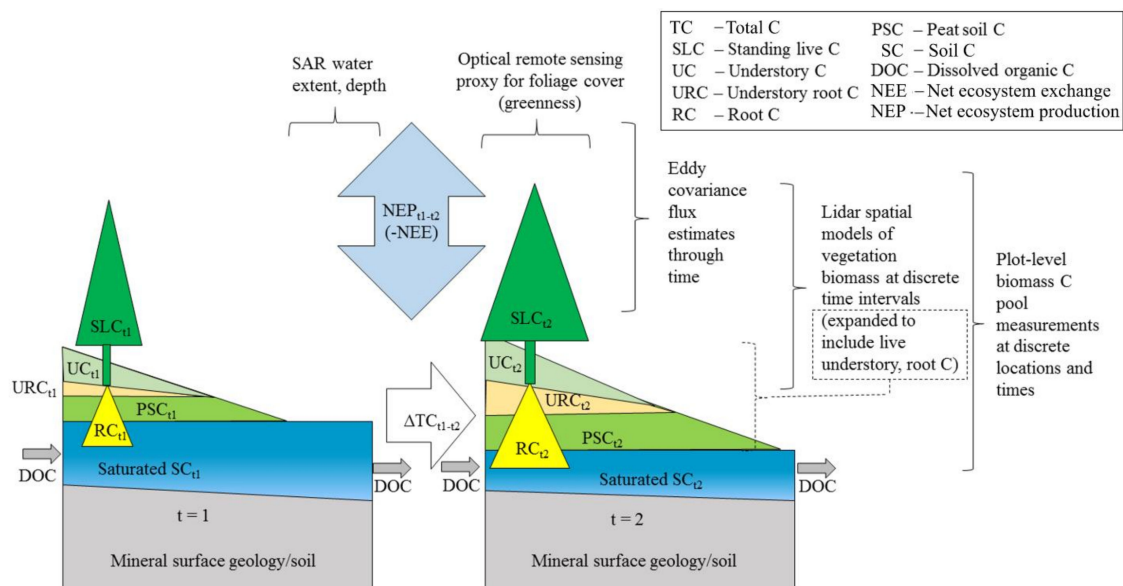 SAR water
extent, depth
Optical remote sensing
proxy for foliage cover
(greenness)
TC – Total C
SLC – Standing live C
UC – Understory C
URC – Understory root C
RC – Root C
PSC – Peat soil C
SC – Soil C
DOC – Dissolved organic C
NEE – Net ecosystem exchange
NEP – Net ecosystem production
NEPt1-t2
(-NEE)
Eddy
covariance
flux
estimates
through
time
Lidar spatial
models of
vegetation
biomass at discrete
time intervals
(expanded to
include live
understory, root C)
Plot-level
biomass C
pool
measurements
at discrete
locations and
times
SLCt1
UCt1
URCt1
PSCt1
RCt1
Saturated SCt1
DOC
DOC
t = 1
Mineral surface geology/soil
ΔTCt1-t2
SLCt2
UCt2
URCt2
PSCt2
RCt2
Saturated SCt2
DOC
DOC
t = 2
Mineral surface geology/soil